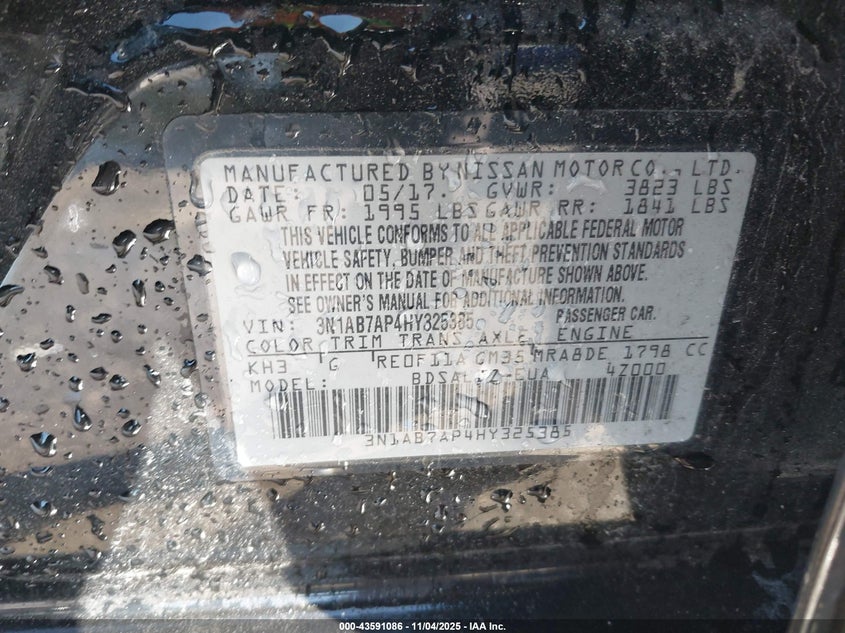 MANUFACTURED BY NISSAN MOTOR CO., LTD.
DATE: 05/17. GVWR: 3823 LBS
GAWR FR: 1995 LBS GAWR RR: 1841 LBS
THIS VEHICLE CONFORMS TO ALL APPLICABLE FEDERAL MOTOR
VEHICLE SAFETY, BUMPER, AND THEFT PREVENTION STANDARDS
IN EFFECT ON THE DATE OF MANUFACTURE SHOWN ABOVE.
SEE OWNER'S MANUAL FOR ADDITIONAL INFORMATION.
VIN: 3N1AB7AP4HY325385 PASSENGER CAR.
COLOR TRIM TRANS AXLE ENGINE
KH3 G RE0F11A GM35 MRA8DE 1798 CC
MODEL: 4Z000
3N1AB7AP4HY325385
000-43591086 - 11/04/2025 - IAA Inc.